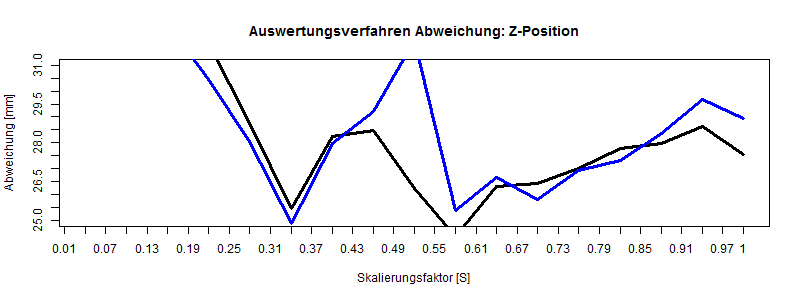 Auswertungsverfahren Abweichung: Z-Position
Abweichung [mm]
31.0
29.5
28.0
26.5
25.0
0.01 0.07 0.13 0.19 0.25 0.31 0.37 0.43 0.49 0.55 0.61 0.67 0.73 0.79 0.85 0.91 0.97 1
Skalierungsfaktor [S]